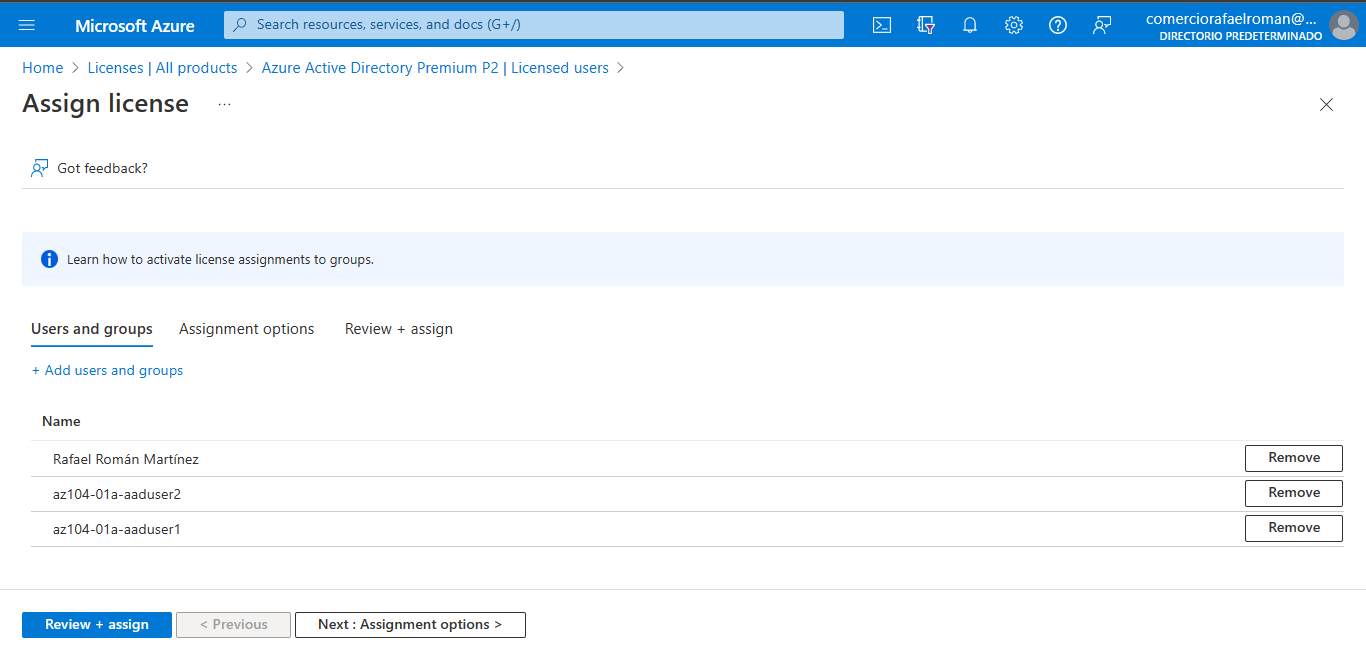 Microsoft Azure
Search resources, services, and docs (G+/)
comerciorafaelroman@...
DIRECTORIO PREDETERMINADO
Home > Licenses | All products > Azure Active Directory Premium P2 | Licensed users >
Assign license ...
Got feedback?
Learn how to activate license assignments to groups.
Users and groups Assignment options Review + assign
+ Add users and groups
Name
Rafael Román Martínez Remove
az104-01a-aaduser2 Remove
az104-01a-aaduser1 Remove
Review + assign < Previous Next : Assignment options >